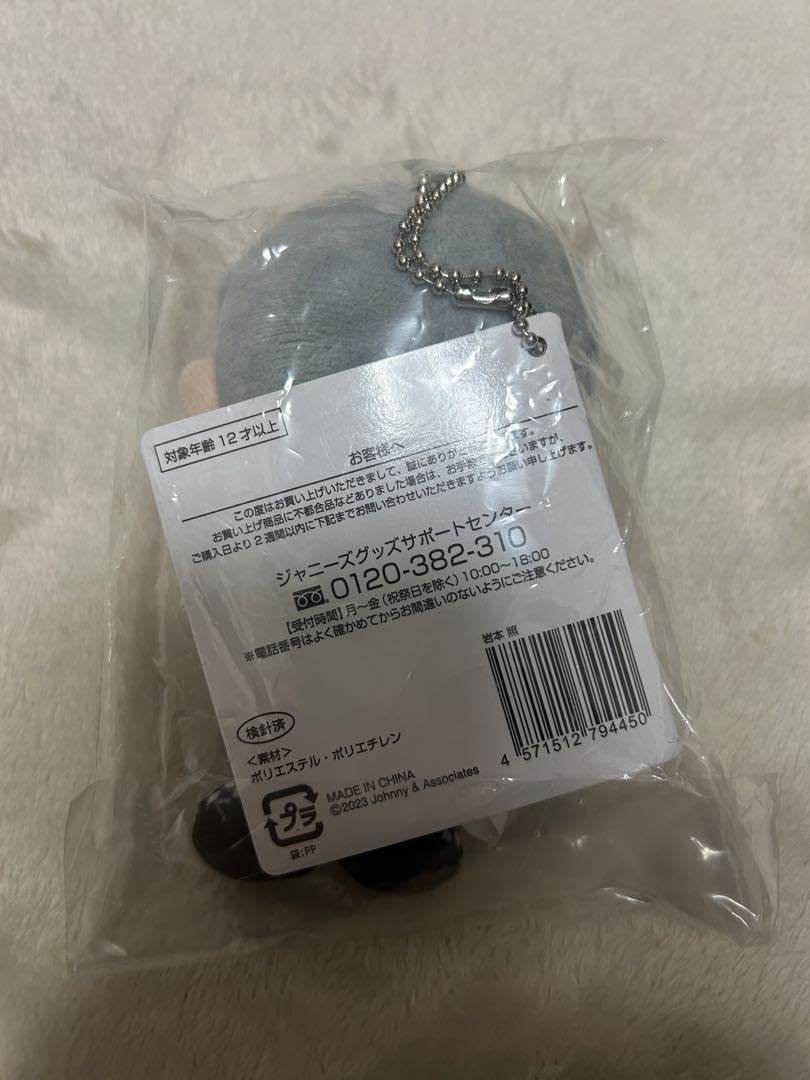 対象年齢12才以上
お客様へ
この度はお買い上げいただきまして、誠にありがとございます。
お買い上げ商品に不都合品などありました場合は、お手数ございますが、
ご購入日より2週間以内に下記までお問い合わせいただきますようお願い申し上げます。
ジャニーズグッズサポートセンター
0120-382-310
【受付時間】月〜金(祝祭日を除く)10:00〜18:00
※電話番号はよく確かめてからお間違いのないようにご注意ください。
岩本 照
4 571512 794450
検針済
<素材>
ポリエステル・ポリエチレン
プラ
袋:PP
MADE IN CHINA
©2023 Johnny & Associates